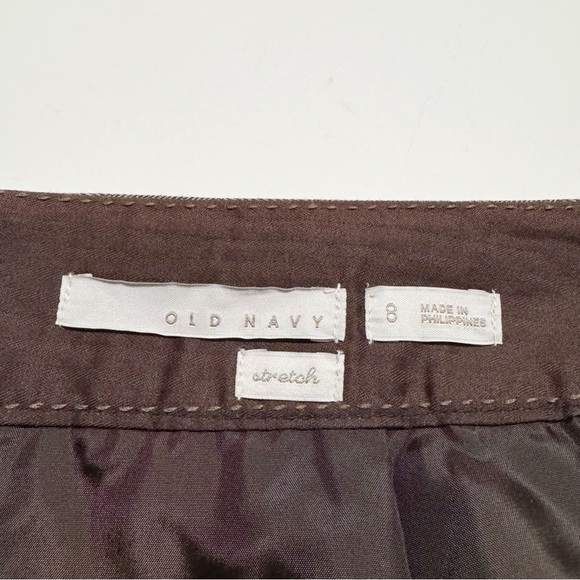 OLD NAVY
8
MADE IN
PHILIPPINES
stretch